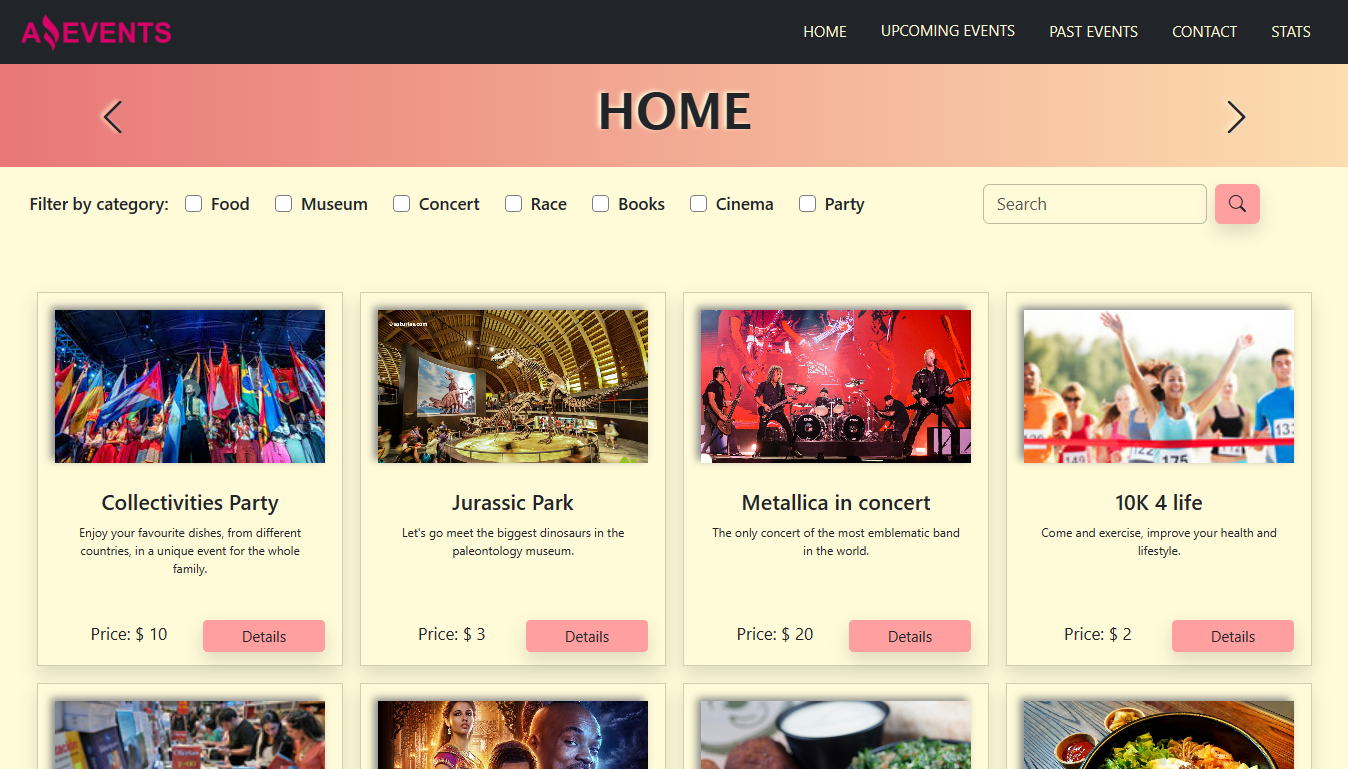 A EVENTS
HOME UPCOMING EVENTS PAST EVENTS CONTACT STATS
HOME
Filter by category: Food Museum Concert Race Books Cinema Party Search
asturias.com
Collectivities Party
Enjoy your favourite dishes, from different
countries, in a unique event for the whole
family.
Price: $ 10 Details
Jurassic Park
Let's go meet the biggest dinosaurs in the
paleontology museum.
Price: $ 3 Details
Metallica in concert
The only concert of the most emblematic band
in the world.
Price: $ 20 Details
175
10K 4 life
Come and exercise, improve your health and
lifestyle.
Price: $ 2 Details